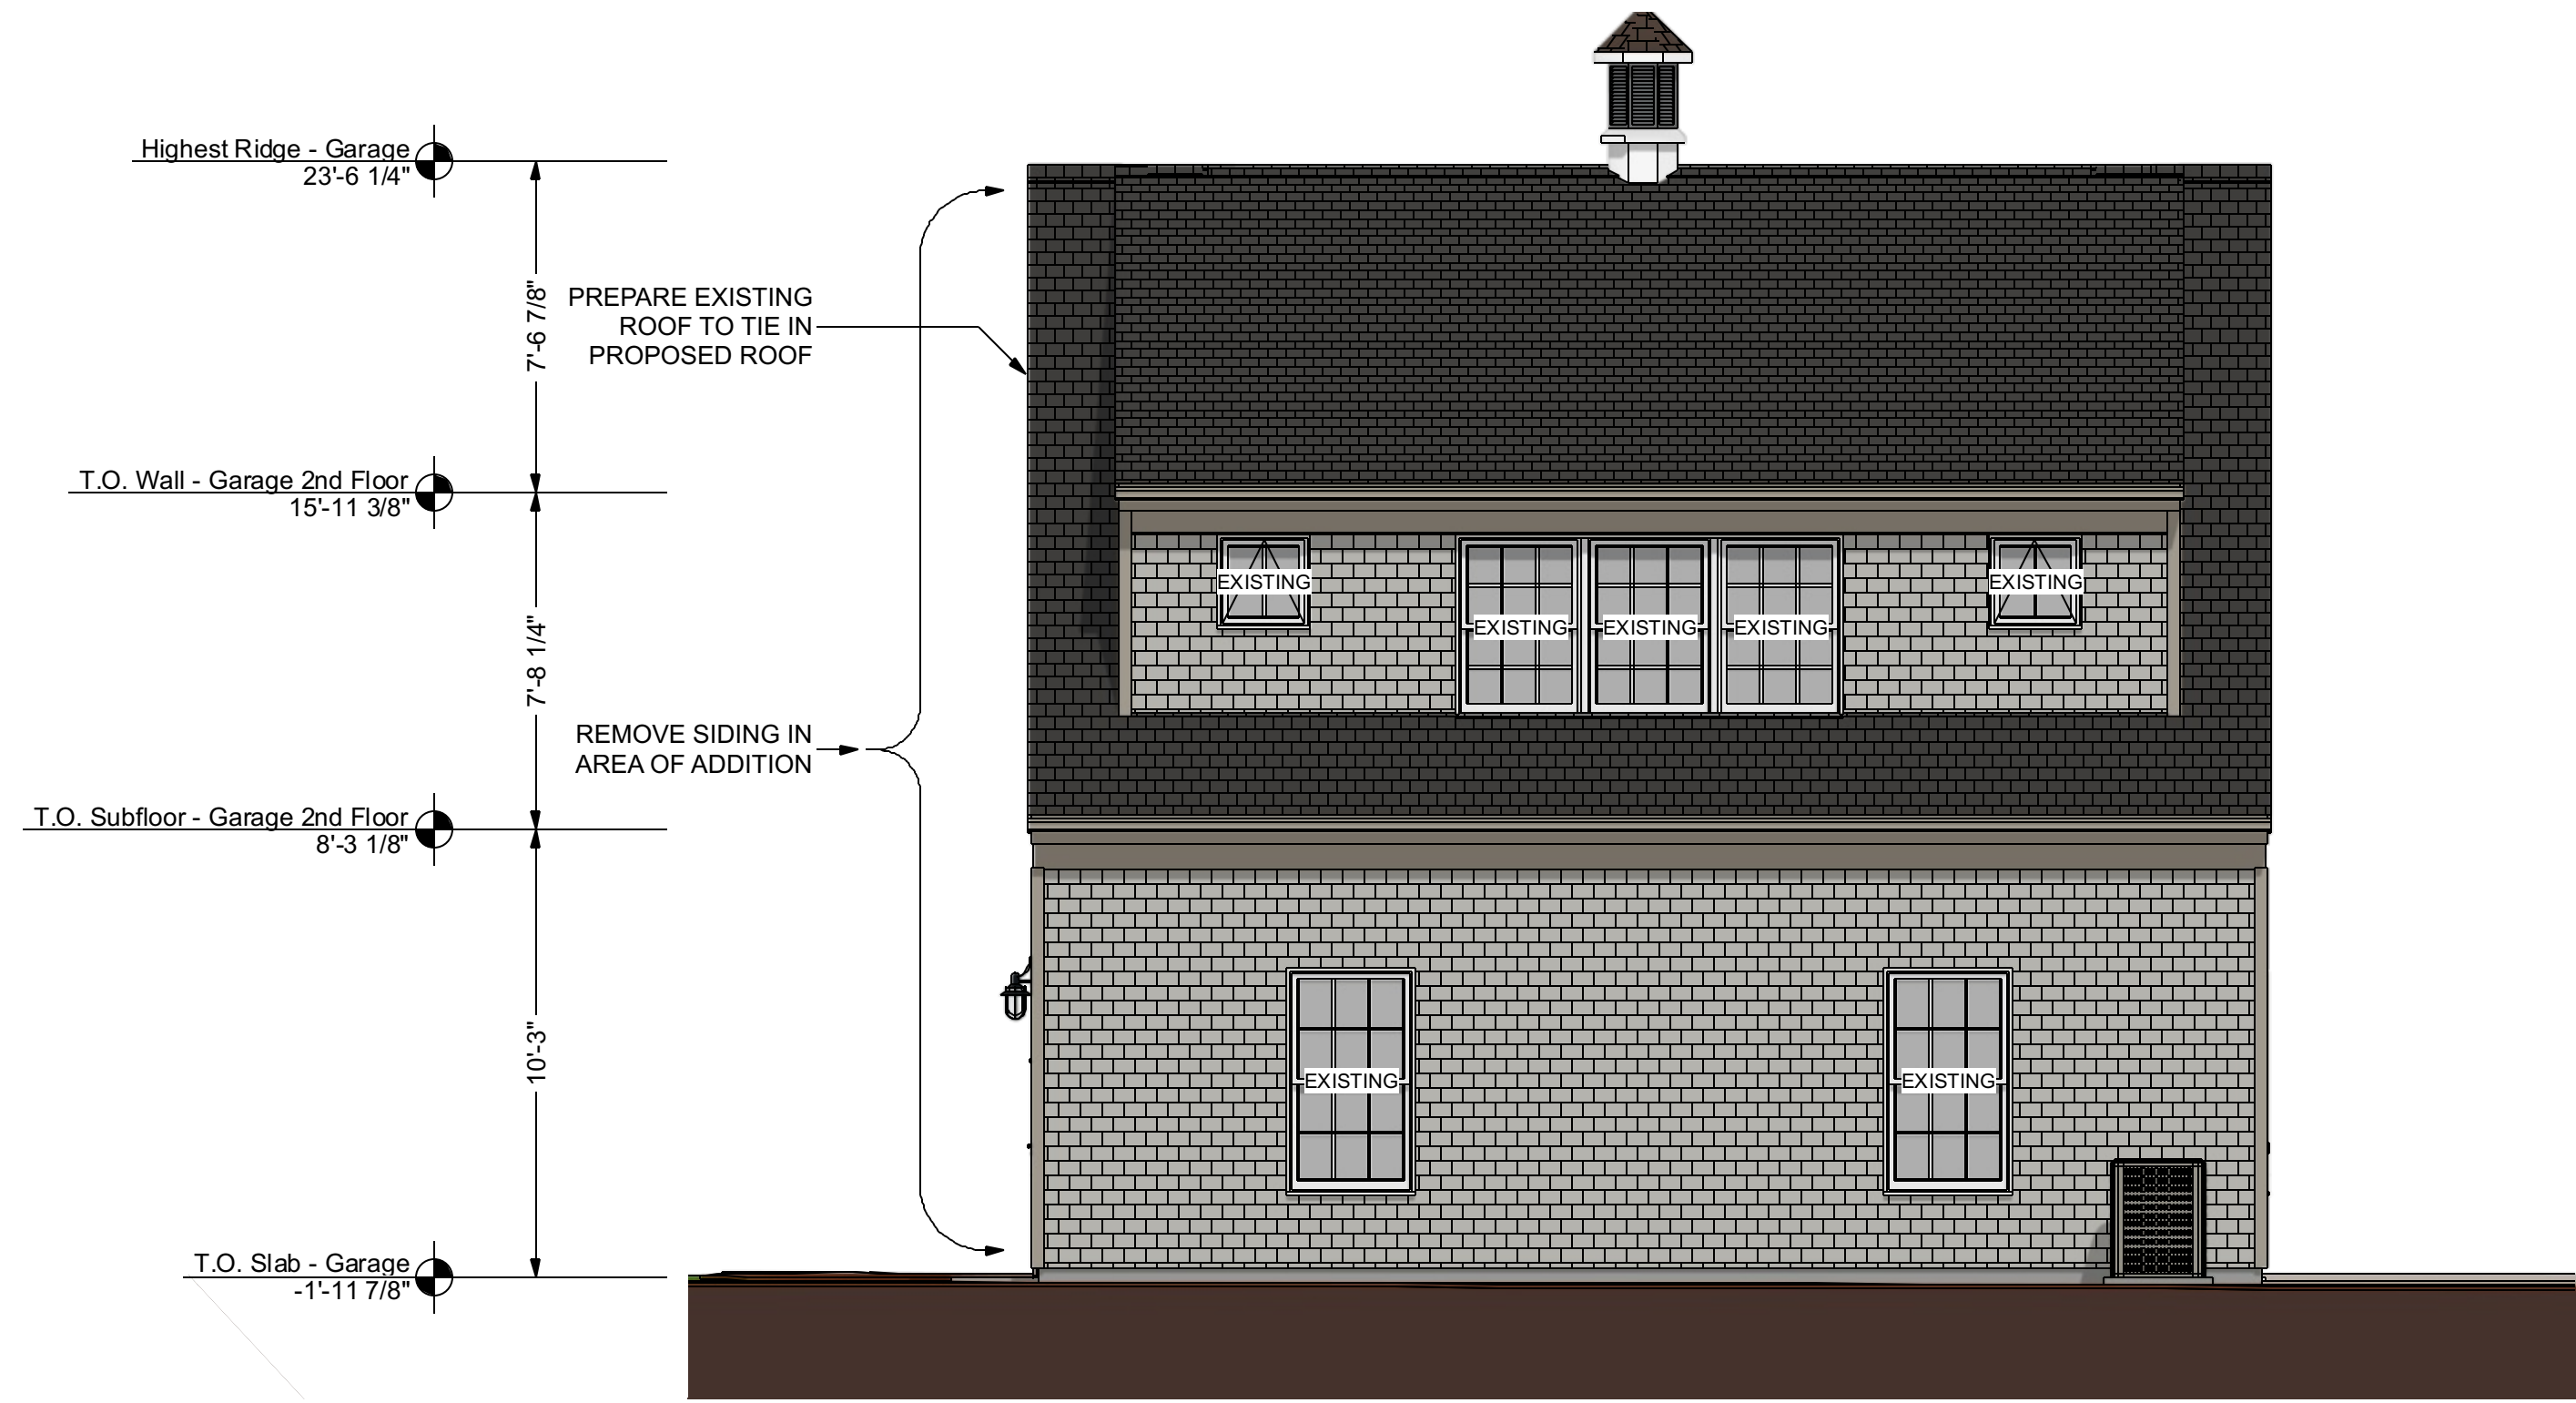 Highest Ridge - Garage
23'-6 1/4"
7'-6 7/8"
PREPARE EXISTING
ROOF TO TIE IN
PROPOSED ROOF
T.O. Wall - Garage 2nd Floor
15'-11 3/8"
EXISTING
EXISTING
EXISTING
EXISTING
EXISTING
7'-8 1/4"
REMOVE SIDING IN
AREA OF ADDITION
T.O. Subfloor - Garage 2nd Floor
8'-3 1/8"
10'-3"
EXISTING
EXISTING
T.O. Slab - Garage
-1'-11 7/8"